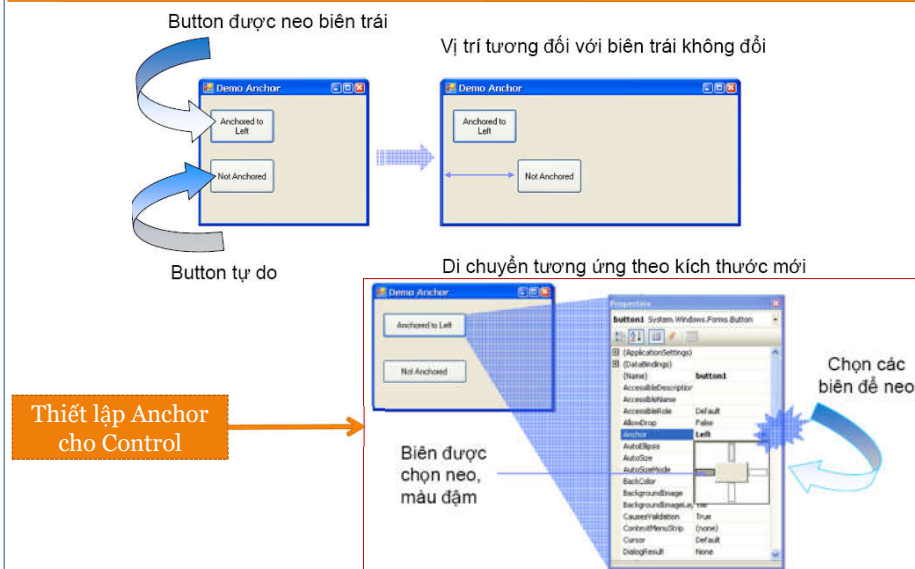 Button được neo biên trái
Vị trí tương đối với biên trái không đổi
Demo Anchor
Anchored to
Left
Not Anchored
Demo Anchor
Anchored to
Left
Not Anchored
Button tự do
Di chuyển tương ứng theo kích thước mới
Thiết lập Anchor
cho Control
Demo Anchor
Anchored to Left
Not Anchored
Biên được
chọn neo,
màu đậm
Properties
button1 System.Windows.Forms.Button
(ApplicationSettings)
(DataBindings)
(Name) button1
AccessibleDescription
AccessibleName
AccessibleRole Default
AllowDrop False
Anchor Left
AutoEllipsis
AutoSize
AutoSizeMode
BackColor
BackgroundImage
BackgroundImageLay
CausesValidation True
ContextMenuStrip (none)
Cursor Default
DialogResult None
Chọn các
biên để neo